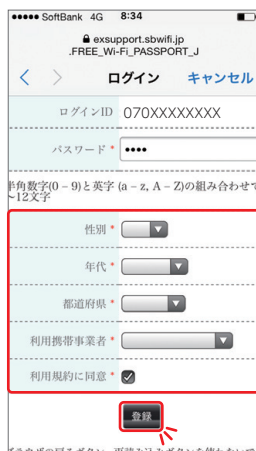 SoftBank 4G 8:34
exsupport.sbwifi.jp
.FREE_Wi-Fi_PASSPORT_J
ログイン キャンセル
ログインID 070XXXXXXXX
パスワード * ••••
半角数字(0 – 9)と英字 (a – z, A – Z)の組み合わせで
~12文字
性別 *
年代 *
都道府県 *
利用携帯事業者 *
利用規約に同意 *
登録